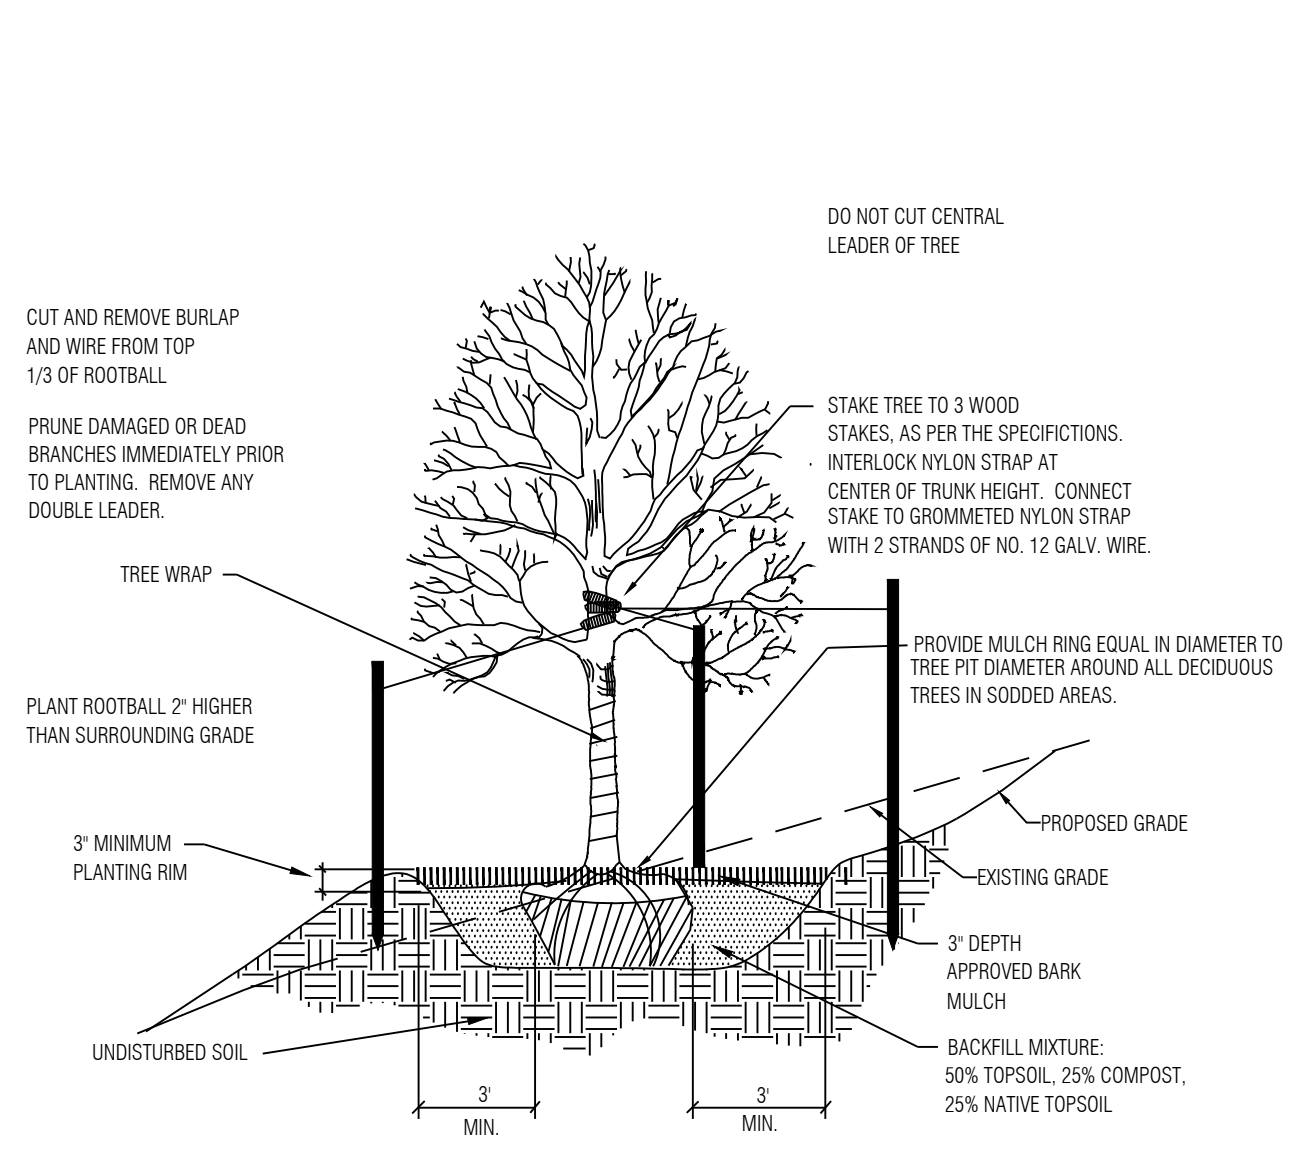 DO NOT CUT CENTRAL
LEADER OF TREE
CUT AND REMOVE BURLAP
AND WIRE FROM TOP
1/3 OF ROOTBALL
PRUNE DAMAGED OR DEAD
BRANCHES IMMEDIATELY PRIOR
TO PLANTING.  REMOVE ANY
DOUBLE LEADER.
STAKE TREE TO 3 WOOD
STAKES, AS PER THE SPECIFICTIONS.
INTERLOCK NYLON STRAP AT
CENTER OF TRUNK HEIGHT.  CONNECT
STAKE TO GROMMETED NYLON STRAP
WITH 2 STRANDS OF NO. 12 GALV. WIRE.
TREE WRAP
PROVIDE MULCH RING EQUAL IN DIAMETER TO
TREE PIT DIAMETER AROUND ALL DECIDUOUS
TREES IN SODDED AREAS.
PLANT ROOTBALL 2" HIGHER
THAN SURROUNDING GRADE
PROPOSED GRADE
3" MINIMUM
PLANTING RIM
EXISTING GRADE
3" DEPTH
APPROVED BARK
MULCH
UNDISTURBED SOIL
BACKFILL MIXTURE:
50% TOPSOIL, 25% COMPOST,
25% NATIVE TOPSOIL
3'
MIN.
3'
MIN.